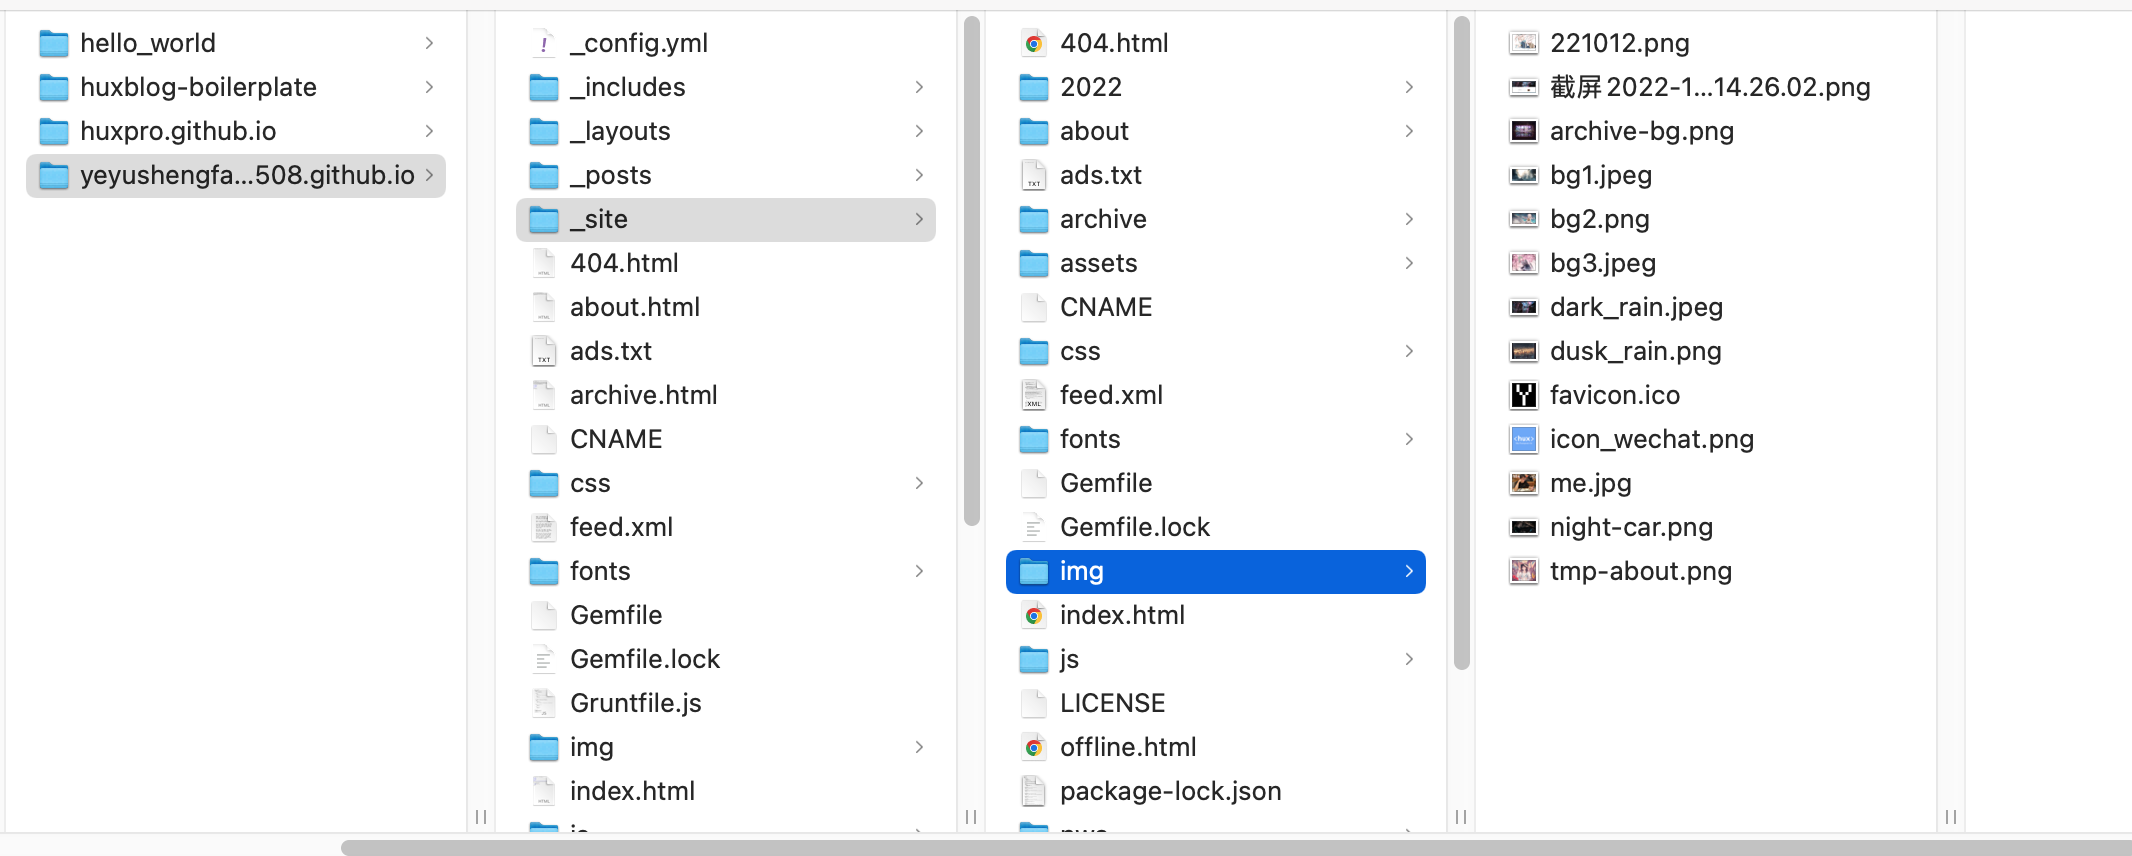 hello_world
huxblog-boilerplate
huxpro.github.io
yeyushengfa...508.github.io
_config.yml
_includes
_layouts
_posts
_site
404.html
about.html
ads.txt
archive.html
CNAME
css
feed.xml
fonts
Gemfile
Gemfile.lock
Gruntfile.js
img
index.html
404.html
2022
about
ads.txt
archive
assets
CNAME
css
feed.xml
fonts
Gemfile
Gemfile.lock
img
index.html
js
LICENSE
offline.html
package-lock.json
221012.png
截屏2022-1...14.26.02.png
archive-bg.png
bg1.jpeg
bg2.png
bg3.jpeg
dark_rain.jpeg
dusk_rain.png
favicon.ico
icon_wechat.png
me.jpg
night-car.png
tmp-about.png